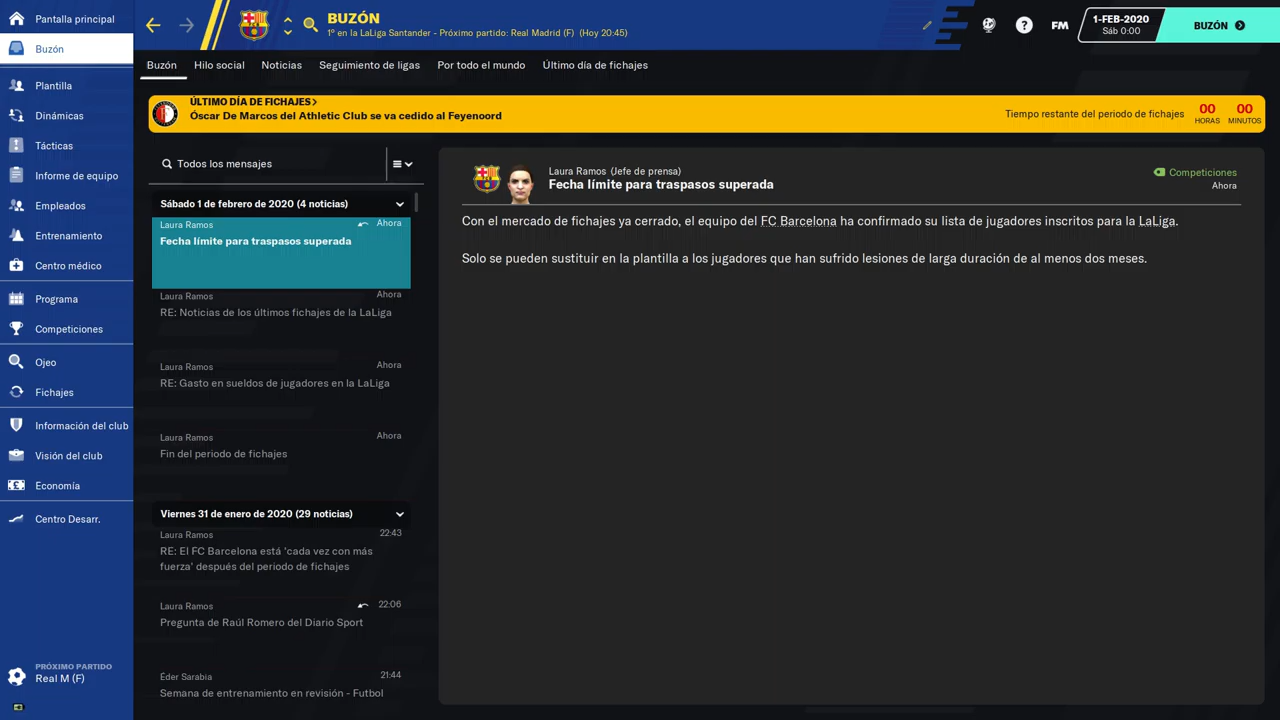 Pantalla principal
Buzón
Plantilla
Dinámicas
Tácticas
Informe de equipo
Empleados
Entrenamiento
Centro médico
Programa
Competiciones
Ojeo
Fichajes
Información del club
Visión del club
Economía
Centro Desarr.
PRÓXIMO PARTIDO
Real M (F)
BUZÓN
1º en la LaLiga Santander - Próximo partido: Real Madrid (F) (Hoy 20:45)
FM
1-FEB-2020
Sáb 0:00
BUZÓN
Buzón Hilo social Noticias Seguimiento de ligas Por todo el mundo Último día de fichajes
ÚLTIMO DÍA DE FICHAJES>
Óscar De Marcos del Athletic Club se va cedido al Feyenoord
Tiempo restante del periodo de fichajes
00 00
HORAS MINUTOS
Todos los mensajes
Sábado 1 de febrero de 2020 (4 noticias)
Laura Ramos Ahora
Fecha límite para traspasos superada
Laura Ramos Ahora
RE: Noticias de los últimos fichajes de la LaLiga
Laura Ramos Ahora
RE: Gasto en sueldos de jugadores en la LaLiga
Laura Ramos Ahora
Fin del periodo de fichajes
Viernes 31 de enero de 2020 (29 noticias)
Laura Ramos 22:43
RE: El FC Barcelona está 'cada vez con más
fuerza' después del periodo de fichajes
Laura Ramos 22:06
Pregunta de Raúl Romero del Diario Sport
Éder Sarabia 21:44
Semana de entrenamiento en revisión - Futbol
Laura Ramos (Jefe de prensa)
Fecha límite para traspasos superada
Competiciones
Ahora
Con el mercado de fichajes ya cerrado, el equipo del FC Barcelona ha confirmado su lista de jugadores inscritos para la LaLiga.
Solo se pueden sustituir en la plantilla a los jugadores que han sufrido lesiones de larga duración de al menos dos meses.